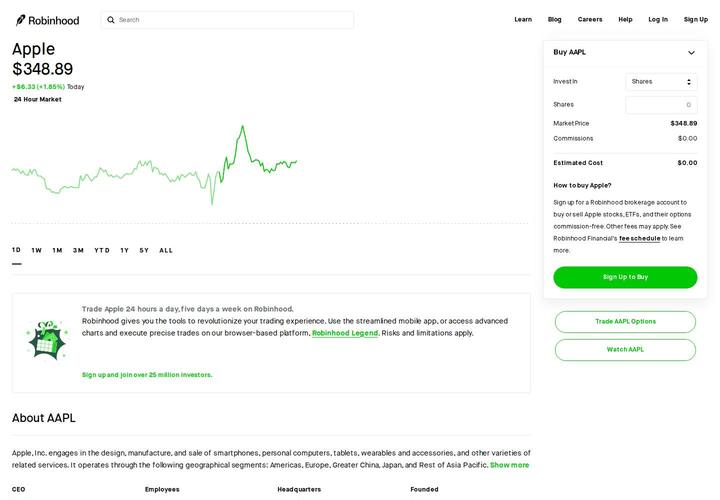 Robinhood
Search
Learn Blog Careers Help Log In Sign Up
Apple
$348.89
+$6.33 (+1.85%) Today
24 Hour Market
1D 1W 1M 3M YTD 1Y 5Y ALL
Trade Apple 24 hours a day, five days a week on Robinhood.
Robinhood gives you the tools to revolutionize your trading experience. Use the streamlined mobile app, or access advanced
charts and execute precise trades on our browser-based platform, Robinhood Legend. Risks and limitations apply.
Sign up and join over 25 million investors.
About AAPL
Apple, Inc. engages in the design, manufacture, and sale of smartphones, personal computers, tablets, wearables and accessories, and other varieties of
related services. It operates through the following geographical segments: Americas, Europe, Greater China, Japan, and Rest of Asia Pacific. Show more
CEO Employees Headquarters Founded
Buy AAPL
Invest In Shares
Shares 0
Market Price $348.89
Commissions $0.00
Estimated Cost $0.00
How to buy Apple?
Sign up for a Robinhood brokerage account to
buy or sell Apple stocks, ETFs, and their options
commission-free. Other fees may apply. See
Robinhood Financial's fee schedule to learn
more.
Sign Up to Buy
Trade AAPL Options
Watch AAPL